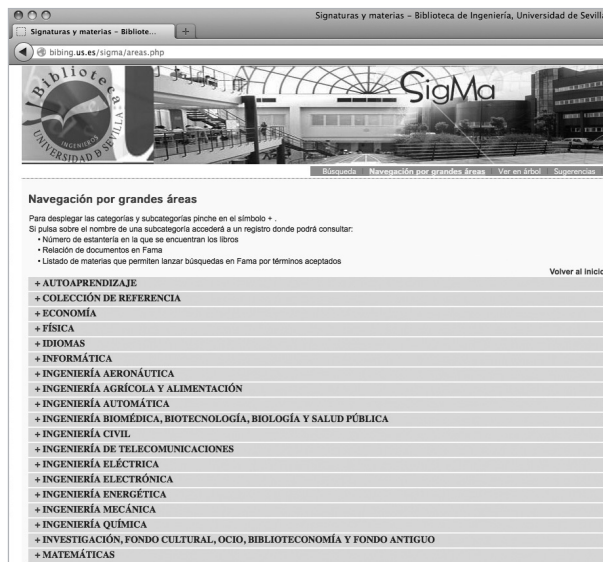 Signaturas y materias – Biblioteca de Ingeniería, Universidad de Sevilla
Signaturas y materias – Bibliote...
+
bibing.us.es/sigma/areas.php
Biblioteca
INGENIEROS
UNIVERSIDAD D SEVILLA
SigMa
Búsqueda Navegación por grandes áreas Ver en árbol Sugerencias
Navegación por grandes áreas
Para desplegar las categorías y subcategorías pinche en el símbolo + .
Si pulsa sobre el nombre de una subcategoría accederá a un registro donde podrá consultar:
• Número de estantería en la que se encuentran los libros
• Relación de documentos en Fama
• Listado de materias que permiten lanzar búsquedas en Fama por términos aceptados
Volver al Inicio
+ AUTOAPRENDIZAJE
+ COLECCIÓN DE REFERENCIA
+ ECONOMÍA
+ FÍSICA
+ IDIOMAS
+ INFORMÁTICA
+ INGENIERÍA AERONÁUTICA
+ INGENIERÍA AGRÍCOLA Y ALIMENTACIÓN
+ INGENIERÍA AUTOMÁTICA
+ INGENIERÍA BIOMÉDICA, BIOTECNOLOGÍA, BIOLOGÍA Y SALUD PÚBLICA
+ INGENIERÍA CIVIL
+ INGENIERÍA DE TELECOMUNICACIONES
+ INGENIERÍA ELÉCTRICA
+ INGENIERÍA ELECTRÓNICA
+ INGENIERÍA ENERGÉTICA
+ INGENIERÍA MECÁNICA
+ INGENIERÍA QUÍMICA
+ INVESTIGACIÓN, FONDO CULTURAL, OCIO, BIBLIOTECONOMÍA Y FONDO ANTIGUO
+ MATEMÁTICAS